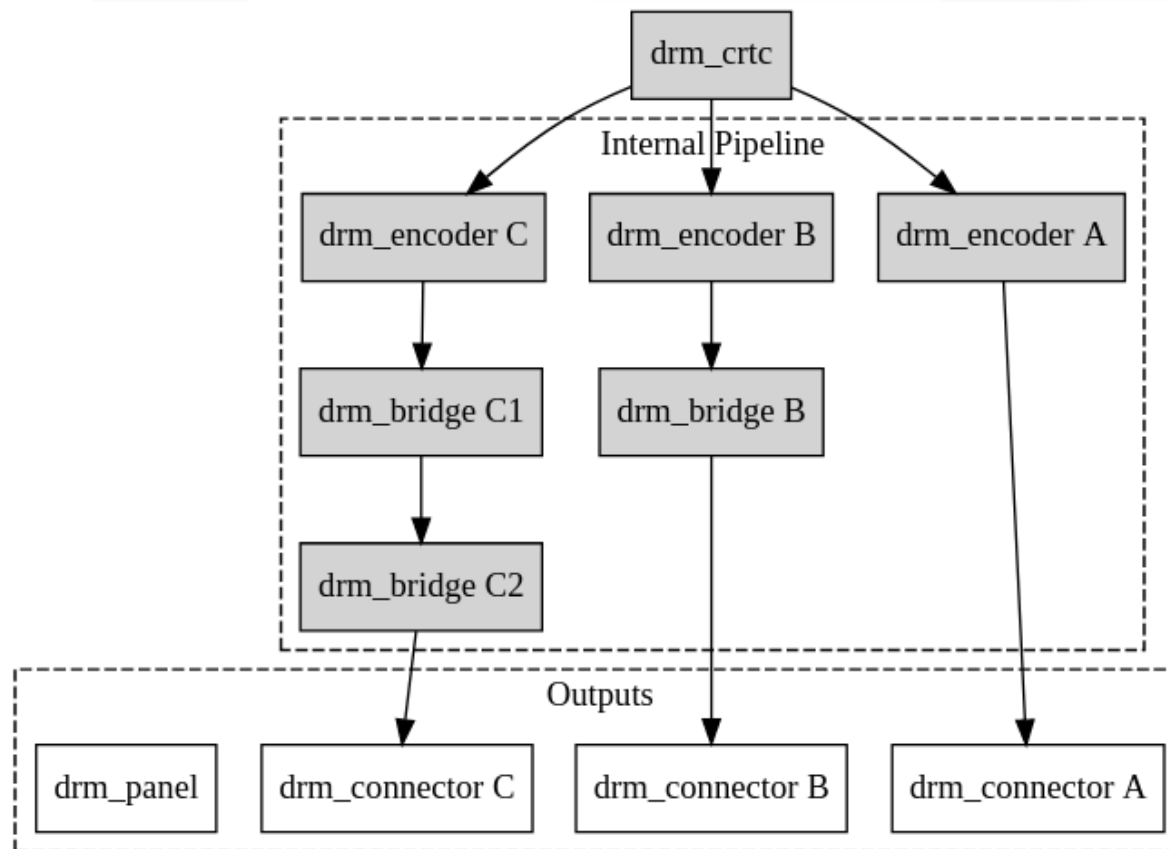 drm_crtc
Internal Pipeline
drm_encoder C
drm_encoder B
drm_encoder A
drm_bridge C1
drm_bridge B
drm_bridge C2
Outputs
drm_panel
drm_connector C
drm_connector B
drm_connector A